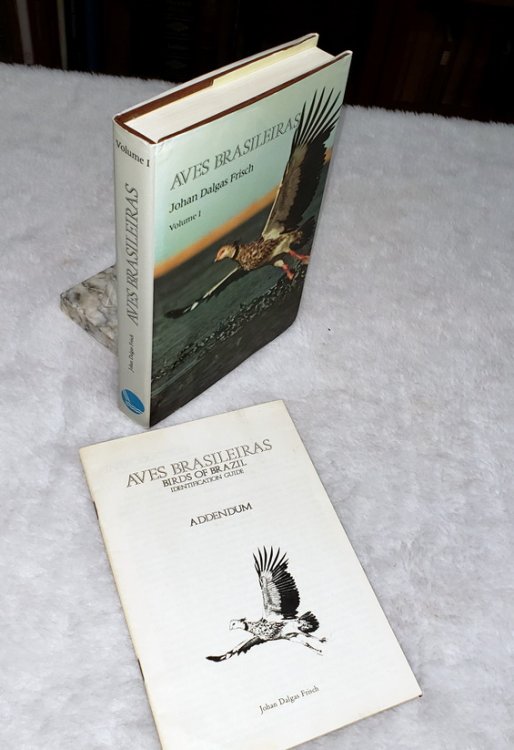 Volume I
AVES BRASILEIRAS
Johan Dalgas Frisch
AVES BRASILEIRAS
Johan Dalgas Frisch
Volume I
AVES BRASILEIRAS
BIRDS OF BRAZIL
IDENTIFICATION GUIDE
ADDENDUM
Johan Dalgas Frisch